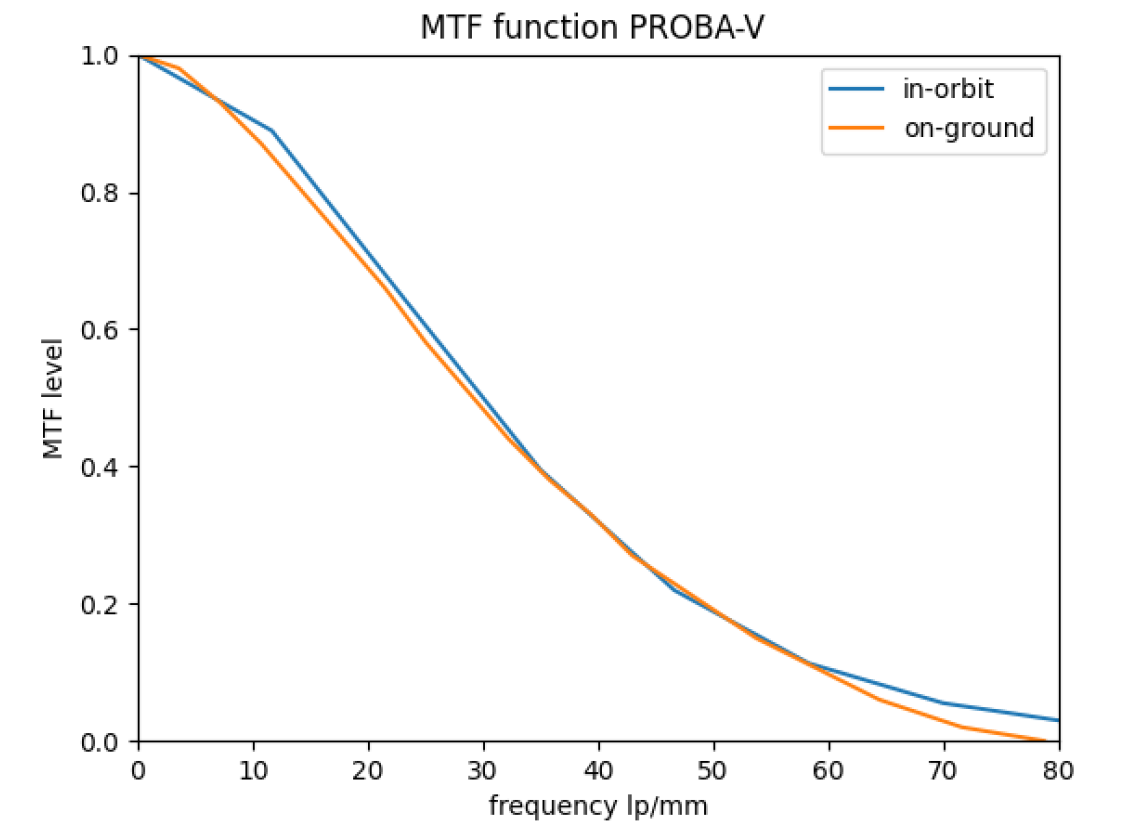 MTF function PROBA-V
in-orbit
on-ground
MTF level
1.0
0.8
0.6
0.4
0.2
0.0
0 10 20 30 40 50 60 70 80
frequency lp/mm